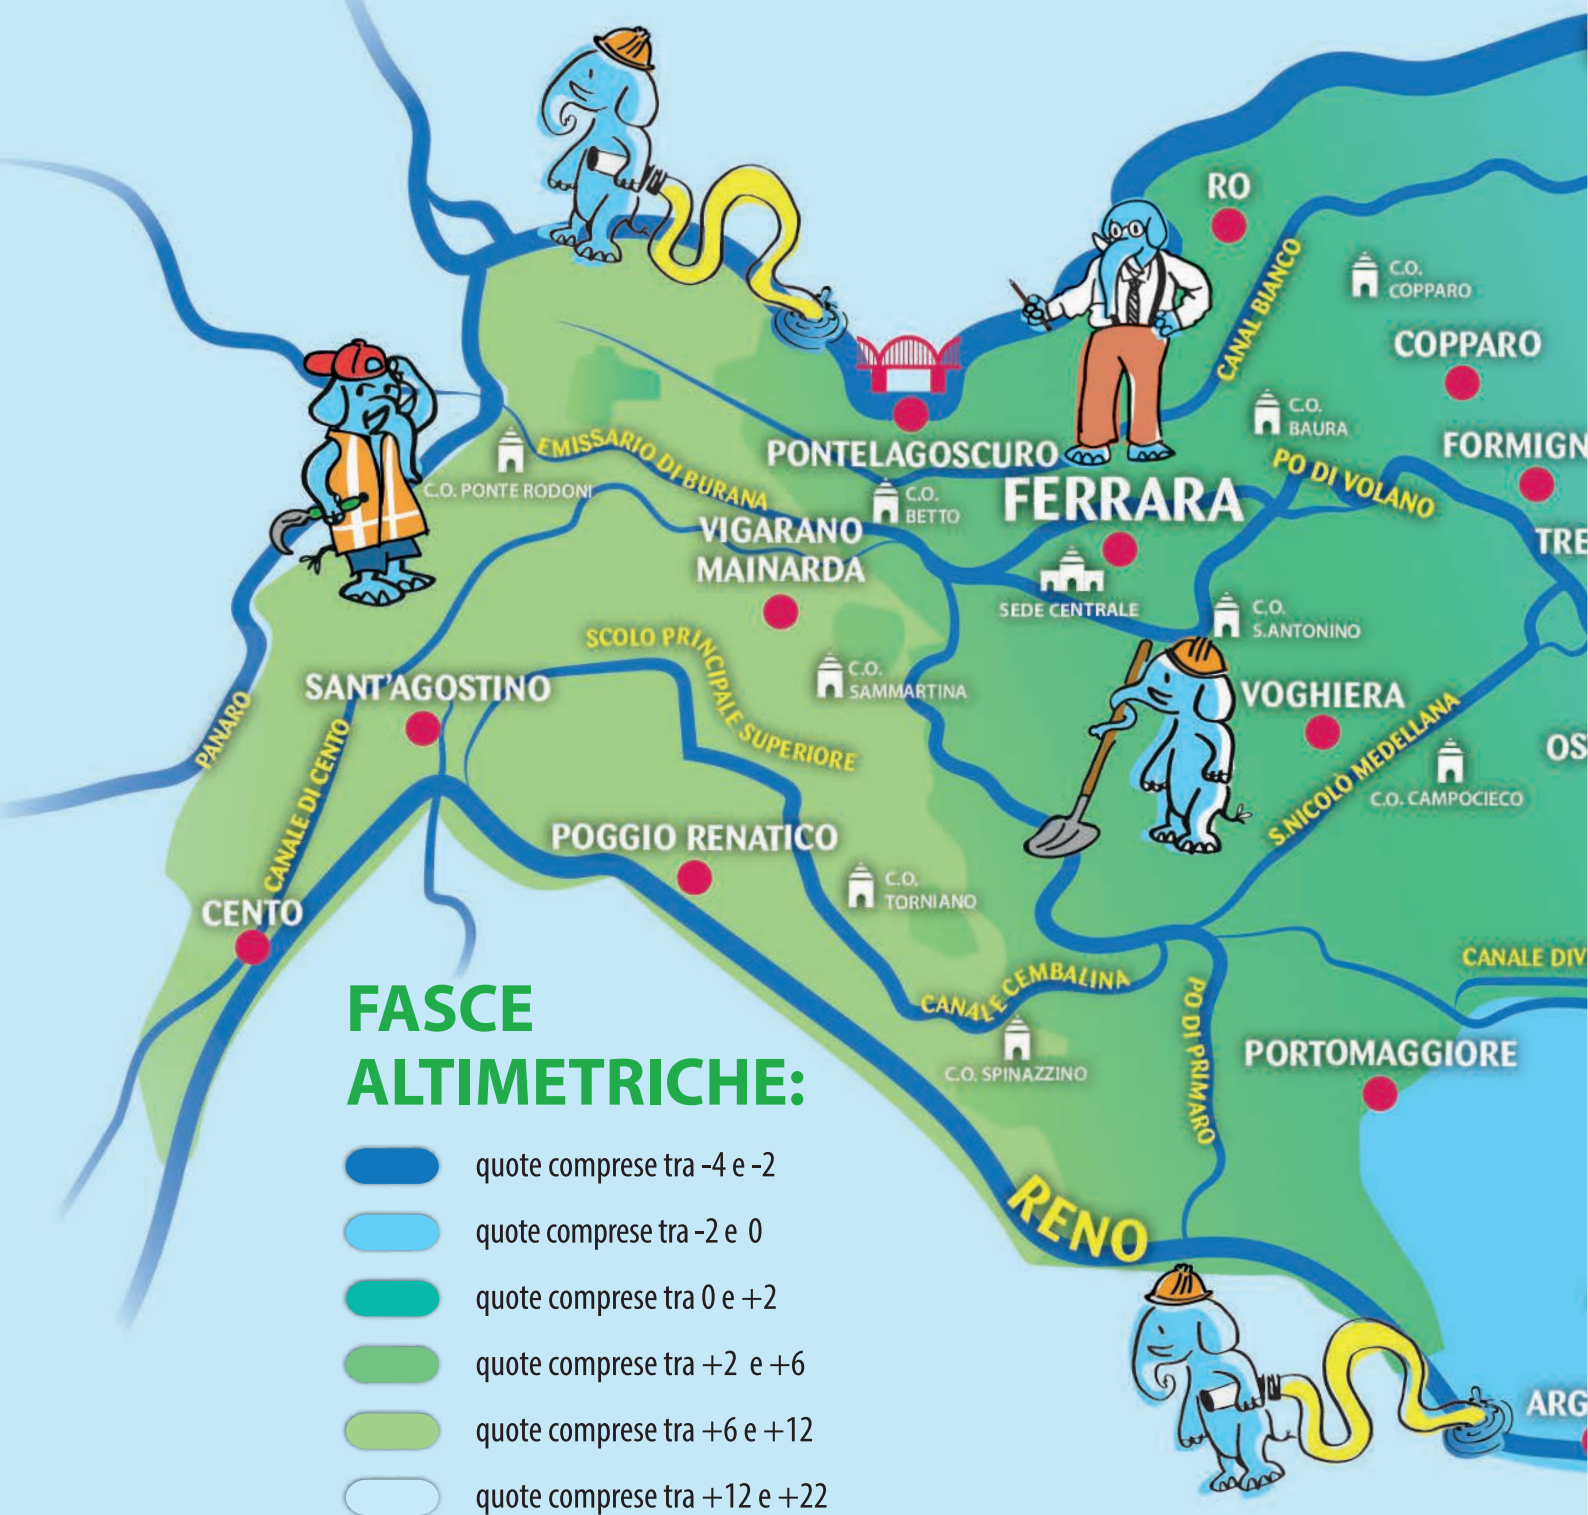 RO
CANAL BIANCO
C.O.
COPPARO
COPPARO
C.O.
BAURA
FORMIGN
PONTELAGOSCURO
EMISSARIO DI BURANA
C.O. PONTE RODONI
C.O.
BETTO
FERRARA
PO DI VOLANO
VIGARANO
MAINARDA
TRE
SEDE CENTRALE
C.O.
S.ANTONINO
SCOLO PRINCIPALE SUPERIORE
C.O.
SAMMARTINA
SANT'AGOSTINO
VOGHIERA
PANARO
CANALE DI CENTO
S.NICOLÒ MEDELLANA
OS
C.O. CAMPOCIECO
POGGIO RENATICO
C.O.
TORNIANO
CENTO
CANALE CEMBALINA
CANALE DIV
PO DI PRIMARO
C.O. SPINAZZINO
PORTOMAGGIORE
RENO
ARG
FASCE
ALTIMETRICHE:
quote comprese tra -4 e -2
quote comprese tra -2 e 0
quote comprese tra 0 e +2
quote comprese tra +2 e +6
quote comprese tra +6 e +12
quote comprese tra +12 e +22